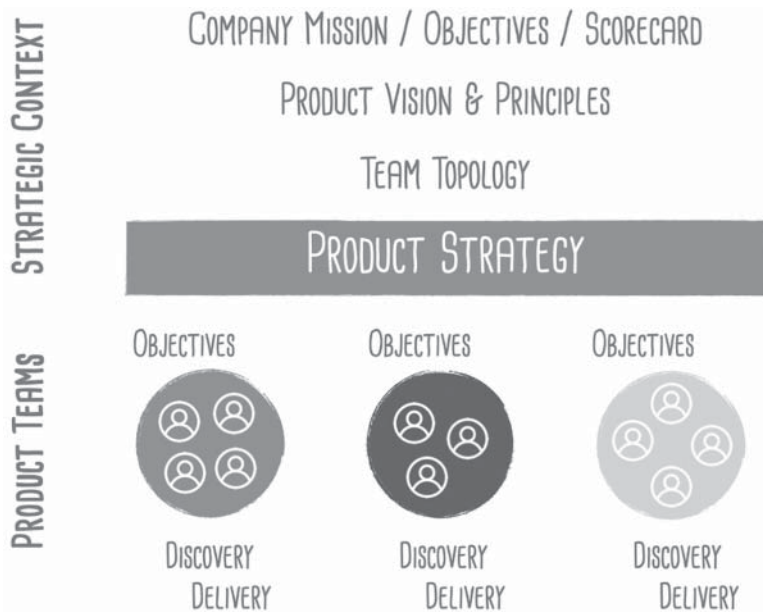 STRATEGIC CONTEXT
COMPANY MISSION / OBJECTIVES / SCORECARD
PRODUCT VISION & PRINCIPLES
TEAM TOPOLOGY
PRODUCT STRATEGY
PRODUCT TEAMS
OBJECTIVES
OBJECTIVES
OBJECTIVES
DISCOVERY
DELIVERY
DISCOVERY
DELIVERY
DISCOVERY
DELIVERY